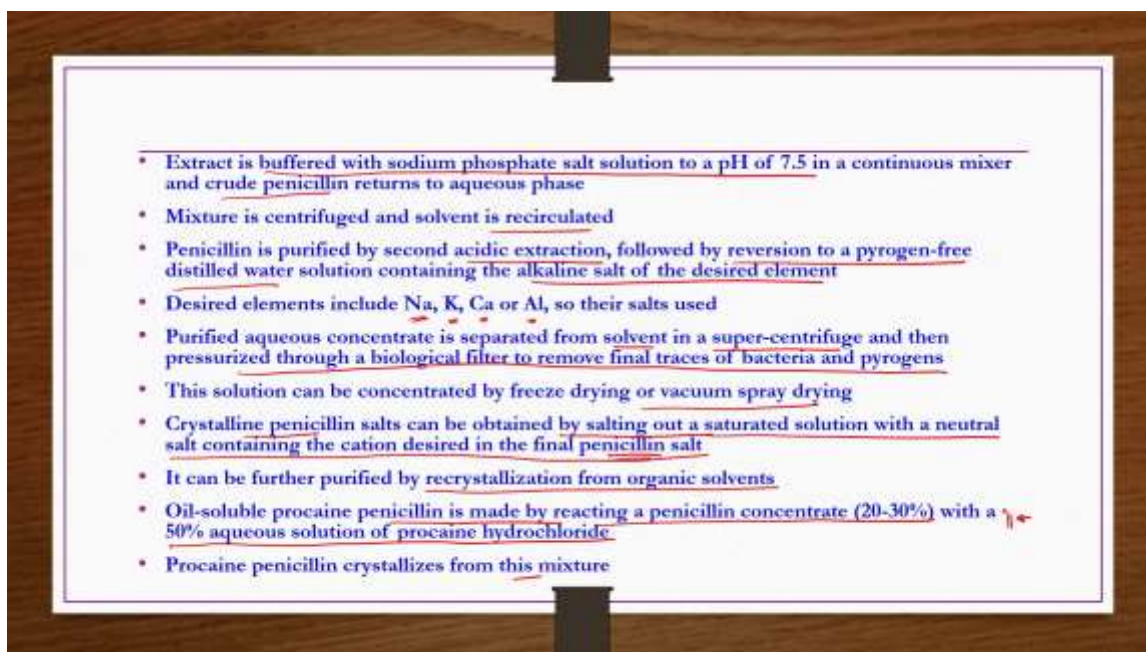 • Extract is buffered with sodium phosphate salt solution to a pH of 7.5 in a continuous mixer
and crude penicillin returns to aqueous phase
• Mixture is centrifuged and solvent is recirculated
• Penicillin is purified by second acidic extraction, followed by reversion to a pyrogen-free
distilled water solution containing the alkaline salt of the desired element
• Desired elements include Na, K, Ca or Al, so their salts used
• Purified aqueous concentrate is separated from solvent in a super-centrifuge and then
pressurized through a biological filter to remove final traces of bacteria and pyrogens
• This solution can be concentrated by freeze drying or vacuum spray drying
• Crystalline penicillin salts can be obtained by salting out a saturated solution with a neutral
salt containing the cation desired in the final penicillin salt
• It can be further purified by recrystallization from organic solvents
• Oil-soluble procaine penicillin is made by reacting a penicillin concentrate (20-30%) with a
50% aqueous solution of procaine hydrochloride
• Procaine penicillin crystallizes from this mixture